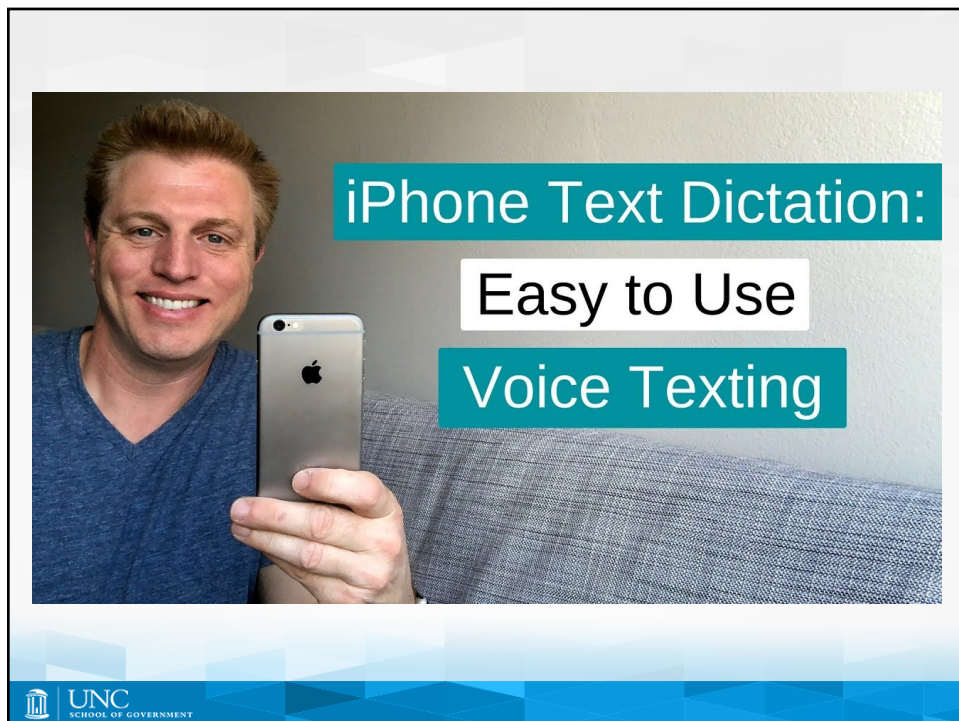 iPhone Text Dictation:
Easy to Use
Voice Texting
UNC
SCHOOL OF GOVERNMENT